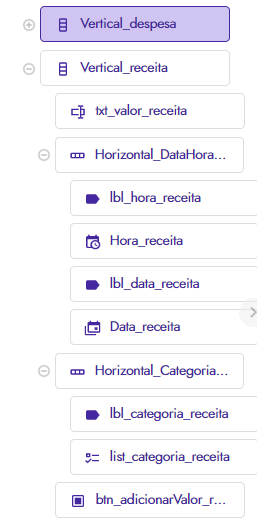 Vertical_despesa
Vertical_receita
txt_valor_receita
Horizontal_DataHora...
lbl_hora_receita
Hora_receita
lbl_data_receita
Data_receita
Horizontal_Categoria...
lbl_categoria_receita
list_categoria_receita
btn_adicionarValor_r...